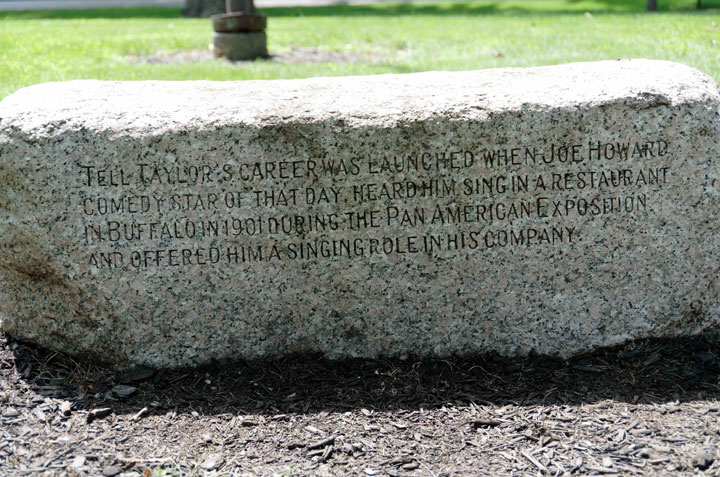 TELL TAYLOR'S CAREER WAS LAUNCHED WHEN JOE HOWARD
COMEDY STAR OF THAT DAY, HEARD HIM SING IN A RESTAURANT
IN BUFFALO IN 1901 DURING THE PAN AMERICAN EXPOSITION
AND OFFERED HIM A SINGING ROLE IN HIS COMPANY.